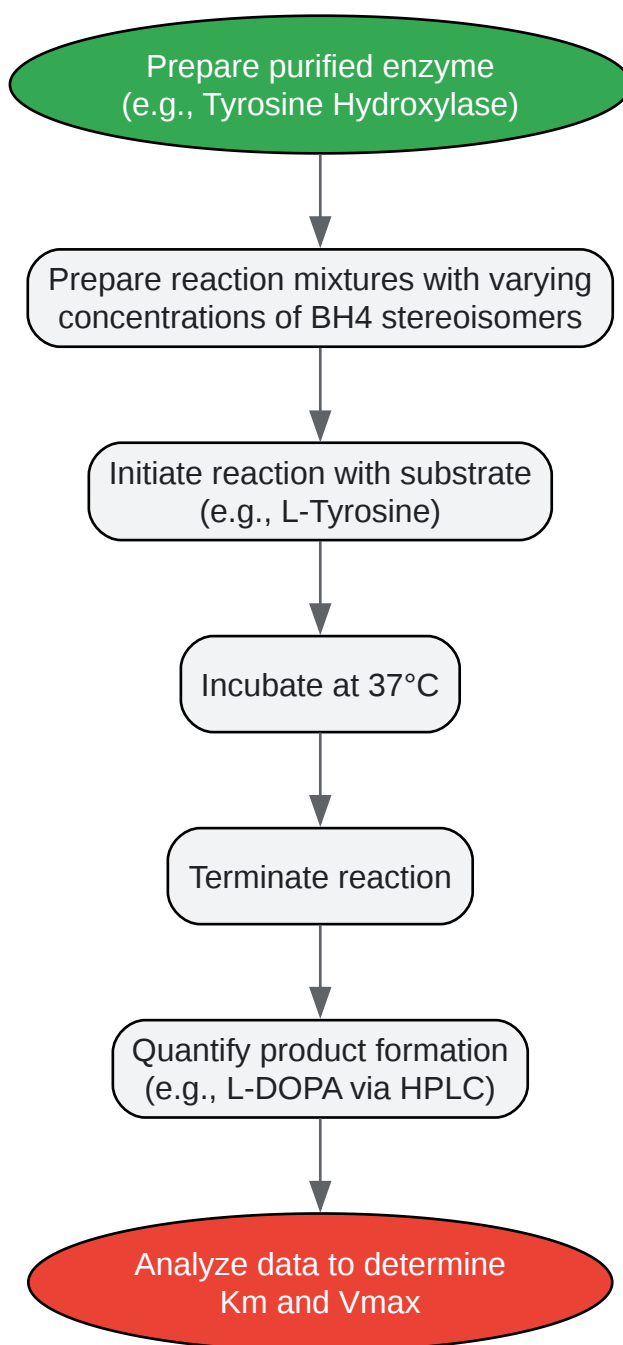 Prepare purified enzyme
(e.g., Tyrosine Hydroxylase)
Prepare reaction mixtures with varying
concentrations of BH4 stereoisomers
Initiate reaction with substrate
(e.g., L-Tyrosine)
Incubate at 37°C
Terminate reaction
Quantify product formation
(e.g., L-DOPA via HPLC)
Analyze data to determine
Km and Vmax